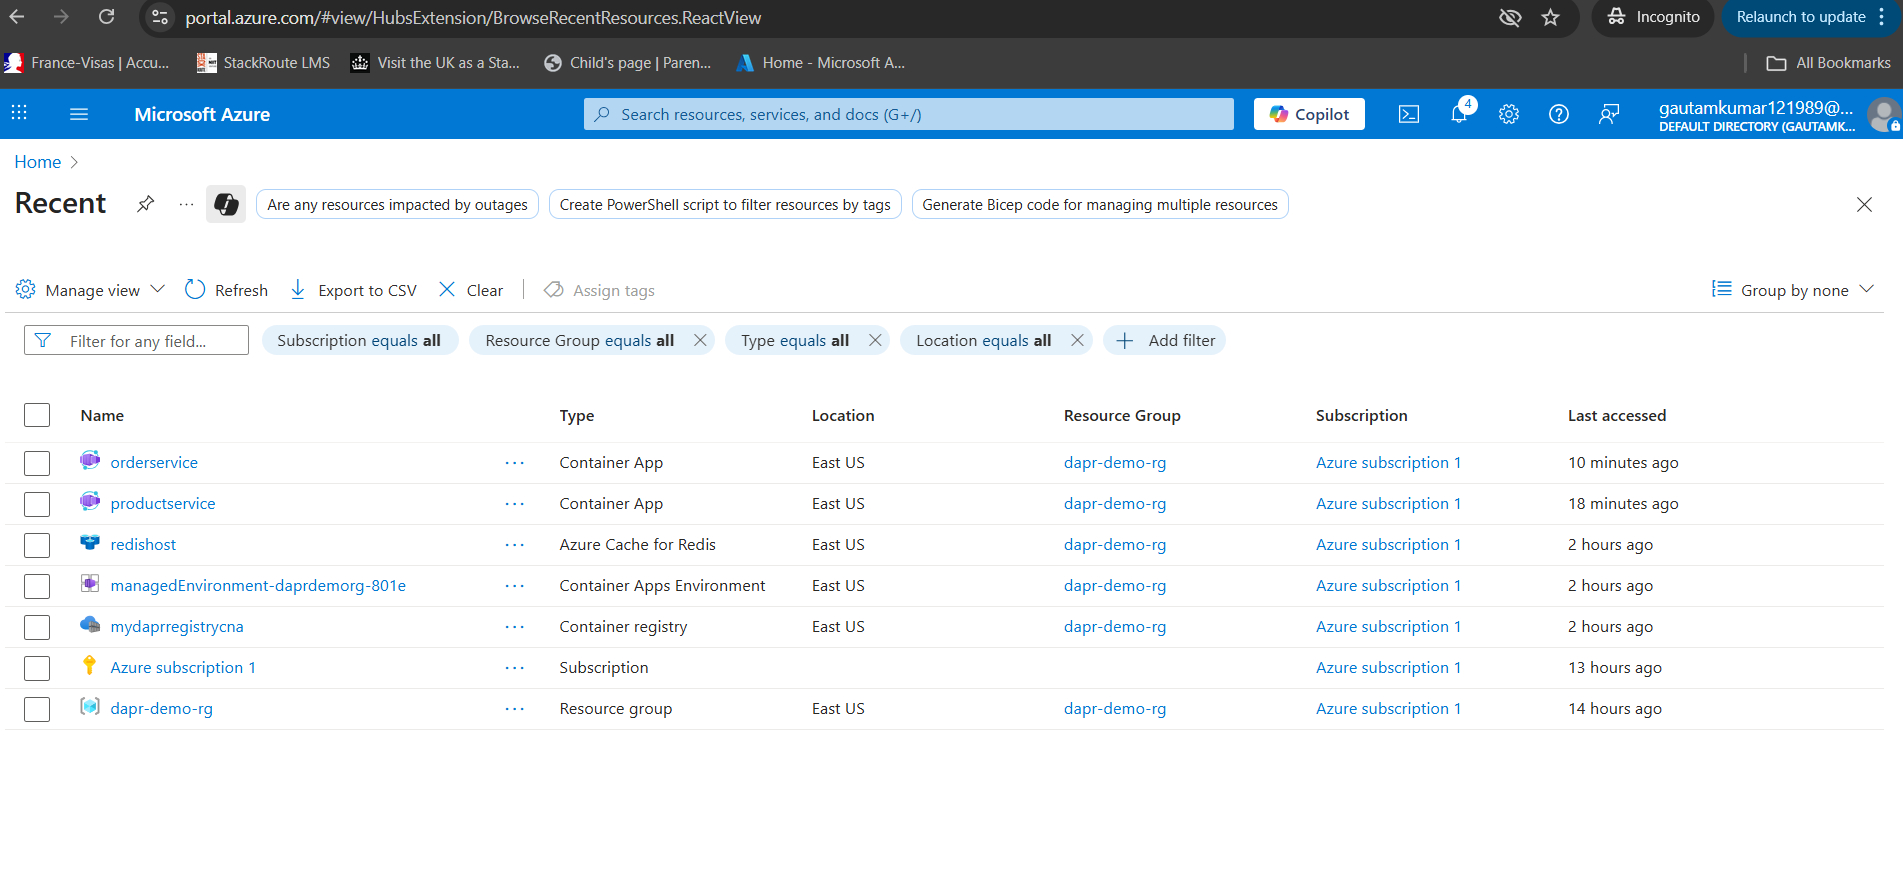 portal.azure.com/#view/HubsExtension/BrowseRecentResources.ReactView Incognito Relaunch to update
France-Visas | Accu... StackRoute LMS Visit the UK as a Sta... Child's page | Paren... Home - Microsoft A... All Bookmarks
Microsoft Azure Search resources, services, and docs (G+/) Copilot 4 gautamkumar121989@...
DEFAULT DIRECTORY (GAUTAMK...
Home
Recent ... Are any resources impacted by outages Create PowerShell script to filter resources by tags Generate Bicep code for managing multiple resources
Manage view Refresh Export to CSV Clear Assign tags Group by none
Filter for any field... Subscription equals all Resource Group equals all Type equals all Location equals all Add filter
Name Type Location Resource Group Subscription Last accessed
orderservice ... Container App East US dapr-demo-rg Azure subscription 1 10 minutes ago
productservice ... Container App East US dapr-demo-rg Azure subscription 1 18 minutes ago
redishost ... Azure Cache for Redis East US dapr-demo-rg Azure subscription 1 2 hours ago
managedEnvironment-daprdemorg-801e ... Container Apps Environment East US dapr-demo-rg Azure subscription 1 2 hours ago
mydaprregistrycna ... Container registry East US dapr-demo-rg Azure subscription 1 2 hours ago
Azure subscription 1 ... Subscription Azure subscription 1 13 hours ago
dapr-demo-rg ... Resource group East US dapr-demo-rg Azure subscription 1 14 hours ago